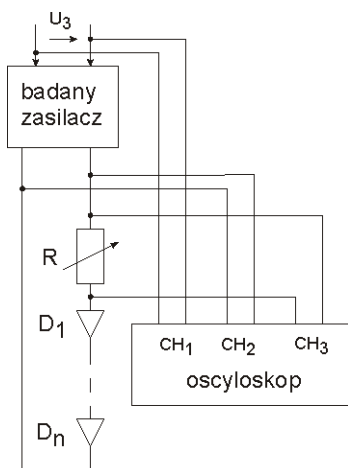 U3
badany
zasilacz
R
D1
CH1 CH2 CH3
oscyloskop
Dn